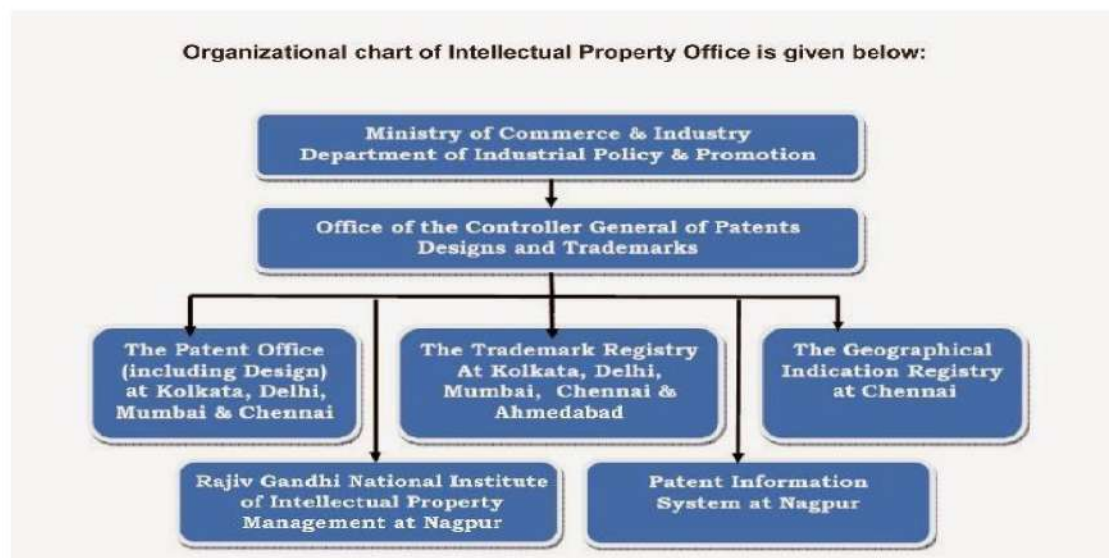 Organizational chart of Intellectual Property Office is given below:
Ministry of Commerce & Industry
Department of Industrial Policy & Promotion
Office of the Controller General of Patents
Designs and Trademarks
The Patent Office
(including Design)
at Kolkata, Delhi,
Mumbai & Chennai
The Trademark Registry
At Kolkata, Delhi,
Mumbai, Chennai &
Ahmedabad
The Geographical
Indication Registry
at Chennai
Rajiv Gandhi National Institute
of Intellectual Property
Management at Nagpur
Patent Information
System at Nagpur